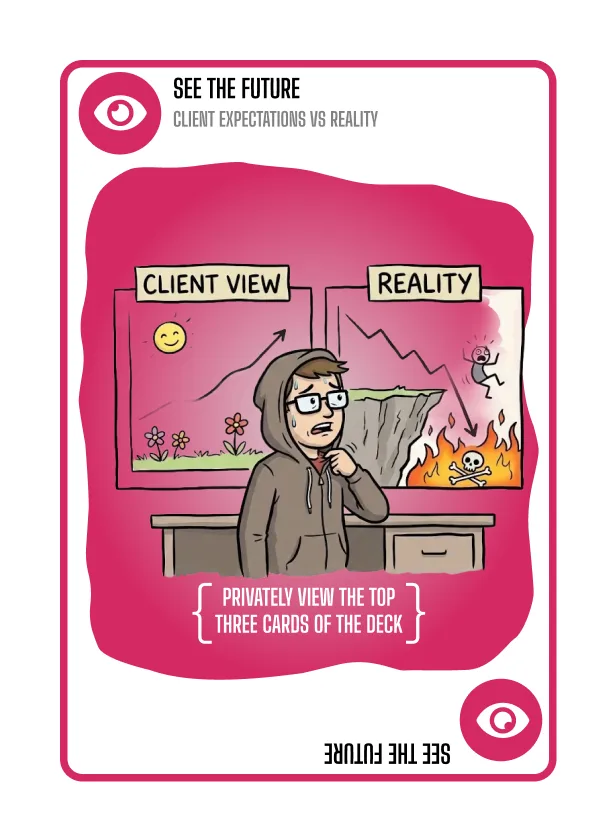 SEE THE FUTURE
CLIENT EXPECTATIONS VS REALITY
CLIENT VIEW
REALITY
PRIVATELY VIEW THE TOP
THREE CARDS OF THE DECK
SEE THE FUTURE